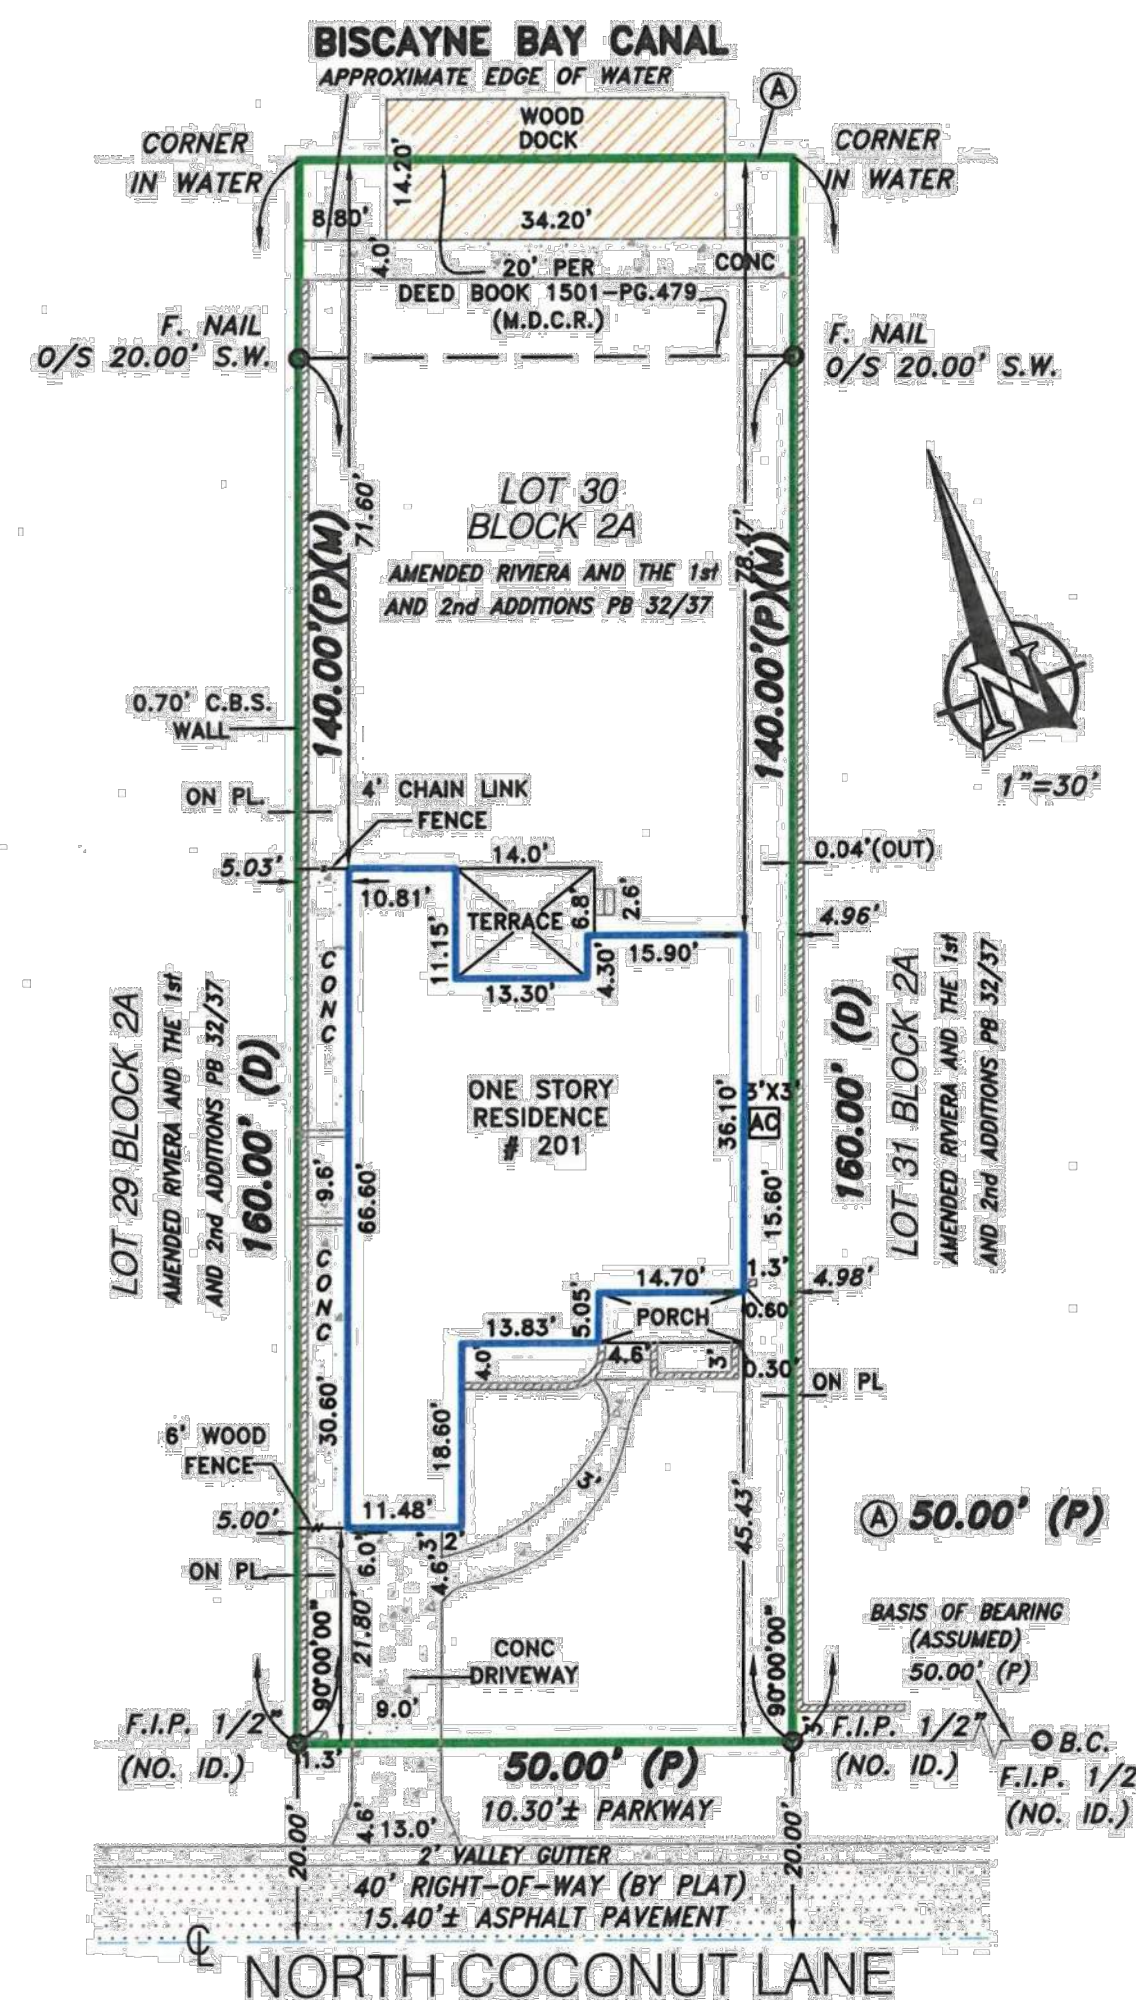 BISCAYNE BAY CANAL
APPROXIMATE EDGE OF WATER
A
WOOD
DOCK
CORNER
IN WATER
CORNER
IN WATER
14.20'
8.80'
34.20'
4.0'
20' PER
CONC
DEED BOOK 1501-PG.479
(M.D.C.R.)
F. NAIL
O/S 20.00' S.W.
F. NAIL
O/S 20.00' S.W.
71.60'
LOT 30
BLOCK 2A
AMENDED RIVIERA AND THE 1st
AND 2nd ADDITIONS PB 32/37
78.47'
140.00'(P)(M)
140.00'(P)(M)
N
1"=30'
0.70' C.B.S.
WALL
ON PL.
4' CHAIN LINK
FENCE
0.04'(OUT)
5.03'
14.0'
10.81'
TERRACE
6.8'
2.6'
4.96'
11.15'
13.30'
4.30'
15.90'
CONC
LOT 29 BLOCK 2A
AMENDED RIVIERA AND THE 1st
AND 2nd ADDITIONS PB 32/37
160.00' (D)
ONE STORY
RESIDENCE
# 201
36.10'
3'X3'
AC
160.00' (D)
LOT 31 BLOCK 2A
AMENDED RIVIERA AND THE 1st
AND 2nd ADDITIONS PB 32/37
9.6'
66.60'
15.60'
CONC
1.3'
4.98'
14.70'
0.60'
5.05'
PORCH
13.83'
4.6'
4.0'
3'
0.30'
ON PL
30.60'
18.60'
6' WOOD
FENCE
3'
11.48'
5.00'
45.43'
A 50.00' (P)
6.0'
3'
2'
4.6'
ON PL
21.80'
90°00'00"
90°00'00"
CONC
DRIVEWAY
BASIS OF BEARING
(ASSUMED)
50.00' (P)
9.0'
F.I.P. 1/2"
(NO. ID.)
1.3'
50.00' (P)
5'
F.I.P. 1/2"
(NO. ID.)
B.C.
F.I.P. 1/2
(NO. ID.)
10.30'± PARKWAY
20.00'
4.6'
13.0'
20.00'
2' VALLEY GUTTER
40' RIGHT-OF-WAY (BY PLAT)
15.40'± ASPHALT PAVEMENT
CL
NORTH COCONUT LANE